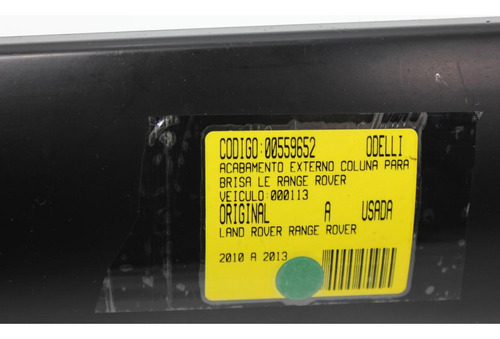 CODIGO:00559652 ODELLI
ACABAMENTO EXTERNO COLUNA PARA
BRISA LE RANGE ROVER
VEICULO:000113
ORIGINAL A USADA
LAND ROVER RANGE ROVER
2010 A 2013